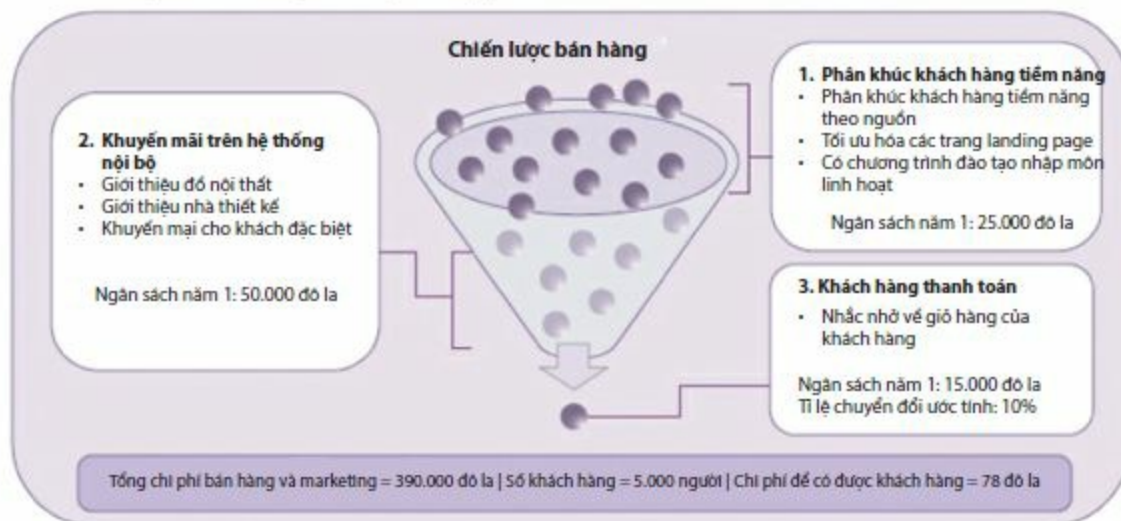 Chiến lược bán hàng
1. Phân khúc khách hàng tiềm năng
• Phân khúc khách hàng tiềm năng
theo nguồn
• Tối ưu hóa các trang landing page
• Có chương trình đào tạo nhập môn
linh hoạt
Ngân sách năm 1: 25.000 đô la
2. Khuyến mãi trên hệ thống
nội bộ
• Giới thiệu đồ nội thất
• Giới thiệu nhà thiết kế
• Khuyến mại cho khách đặc biệt
Ngân sách năm 1: 50.000 đô la
3. Khách hàng thanh toán
• Nhắc nhở về giỏ hàng của
khách hàng
Ngân sách năm 1: 15.000 đô la
Tỉ lệ chuyển đổi ước tính: 10%
Tổng chi phí bán hàng và marketing = 390.000 đô la | Số khách hàng = 5.000 người | Chi phí để có được khách hàng = 78 đô la